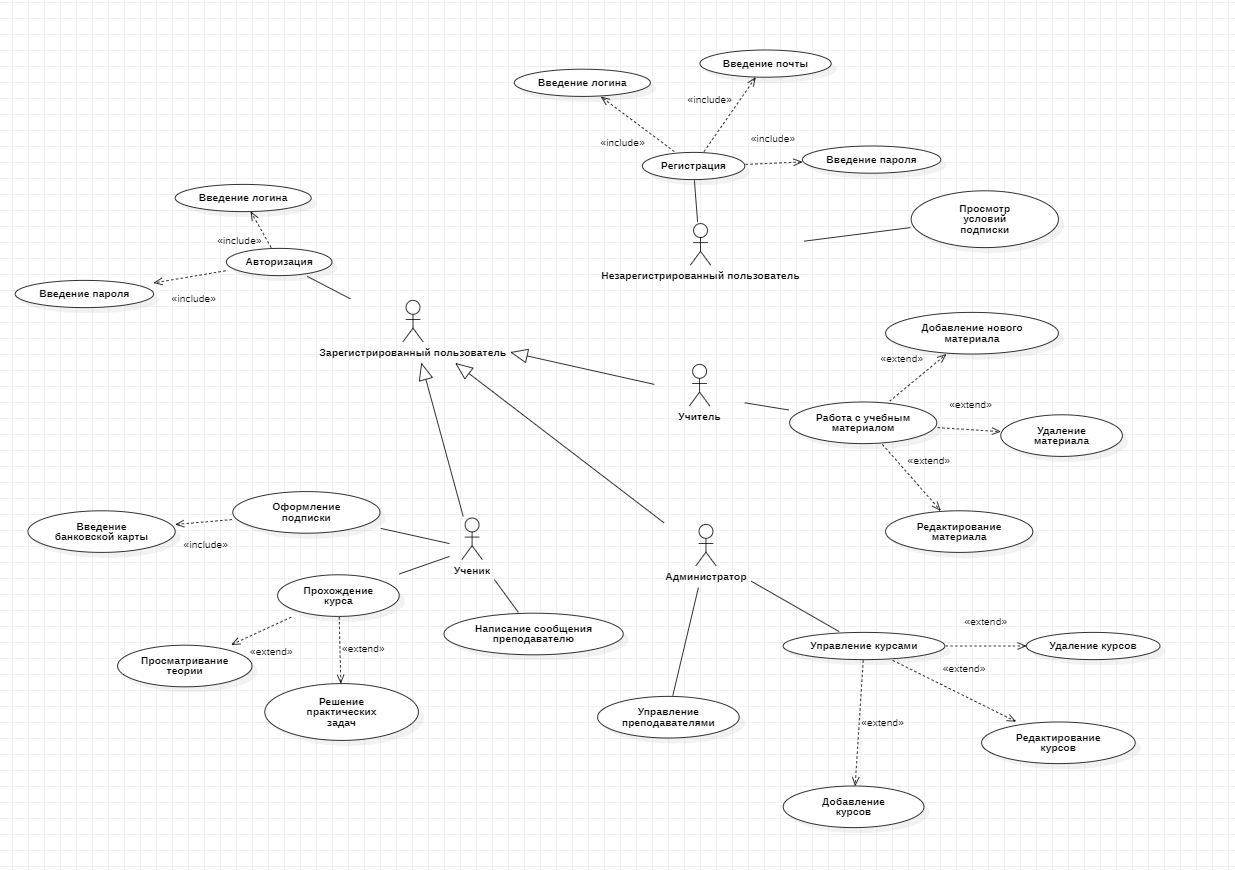 Введение почты
Введение логина
«include»
«include»
«include»
Регистрация
Введение пароля
Введение логина
Просмотр
условий
подписки
«include»
Авторизация
Незарегистрированный пользователь
Введение пароля
«include»
Добавление нового
материала
Зарегистрированный пользователь
«extend»
Учитель
«extend»
Работа с учебным
материалом
Удаление
материала
«extend»
Оформление
подписки
Введение
банковской карты
«include»
Редактирование
материала
Ученик
Администратор
Прохождение
курса
Написание сообщения
преподавателю
«extend»
Просматривание
теории
«extend»
«extend»
Управление курсами
Удаление курсов
«extend»
Решение
практических
задач
Управление
преподавателями
«extend»
Редактирование
курсов
Добавление
курсов